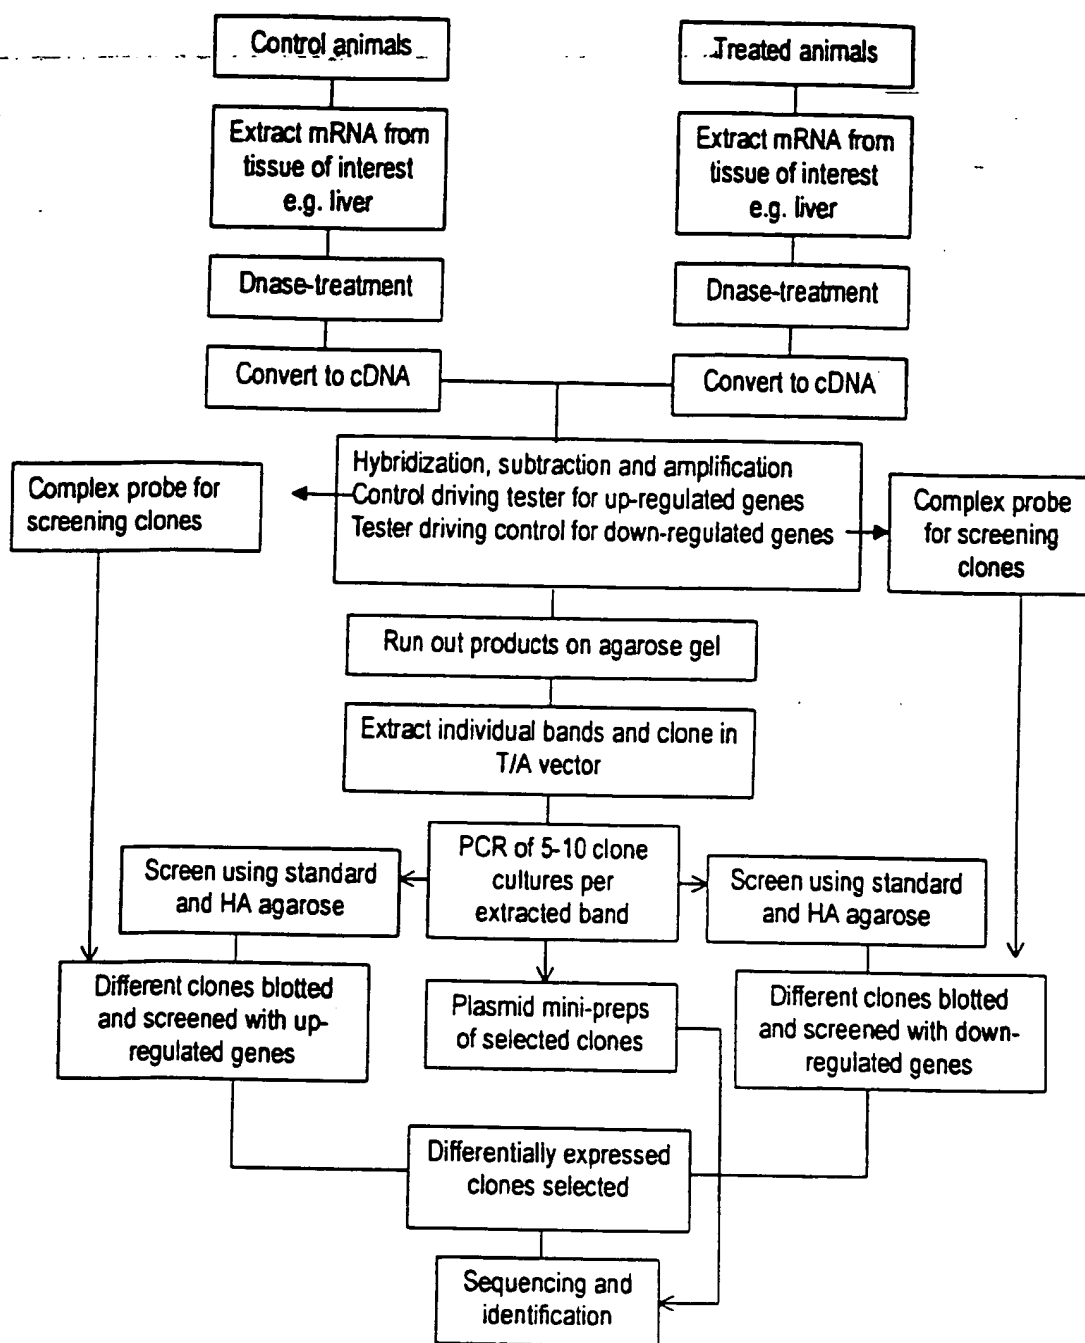 Control animals
Treated animals
Extract mRNA from
tissue of interest
e.g. liver
Extract mRNA from
tissue of interest
e.g. liver
Dnase-treatment
Dnase-treatment
Convert to cDNA
Convert to cDNA
Complex probe for
screening clones
Hybridization, subtraction and amplification
Control driving tester for up-regulated genes
Tester driving control for down-regulated genes
Complex probe
for screening
clones
Run out products on agarose gel
Extract individual bands and clone in
T/A vector
Screen using standard
and HA agarose
PCR of 5-10 clone
cultures per
extracted band
Screen using standard
and HA agarose
Different clones blotted
and screened with up-
regulated genes
Plasmid mini-preps
of selected clones
Different clones blotted
and screened with down-
regulated genes
Differentially expressed
clones selected
Sequencing and
identification